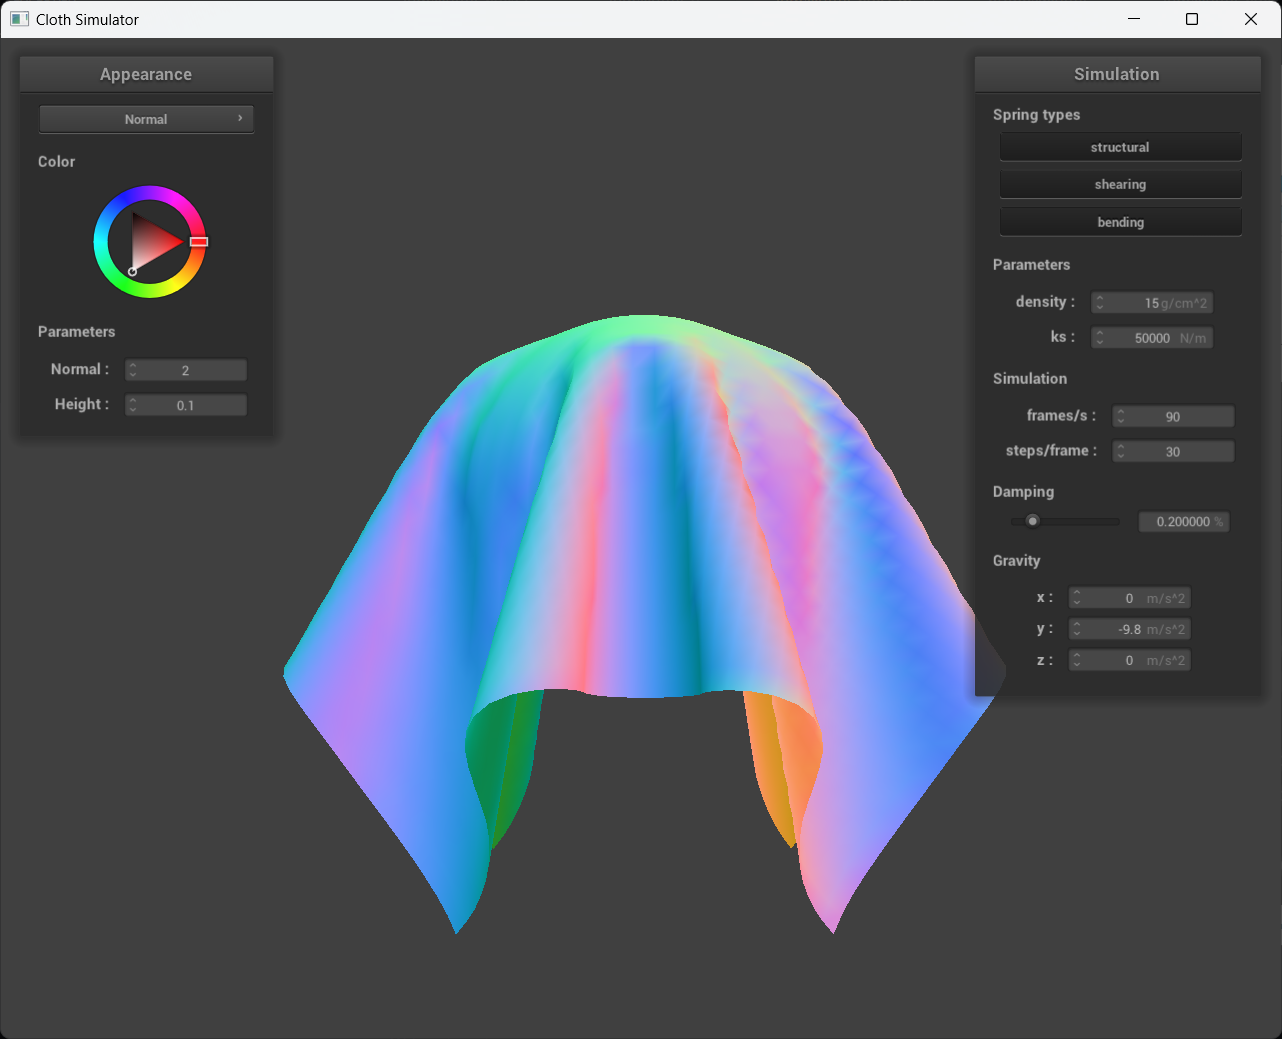 Cloth Simulator
Appearance
Normal
Color
Parameters
Normal : 2
Height : 0.1
Simulation
Spring types
structural
shearing
bending
Parameters
density : 15 g/cm^2
ks : 50000 N/m
Simulation
frames/s : 90
steps/frame : 30
Damping
0.200000 %
Gravity
x : 0 m/s^2
y : -9.8 m/s^2
z : 0 m/s^2